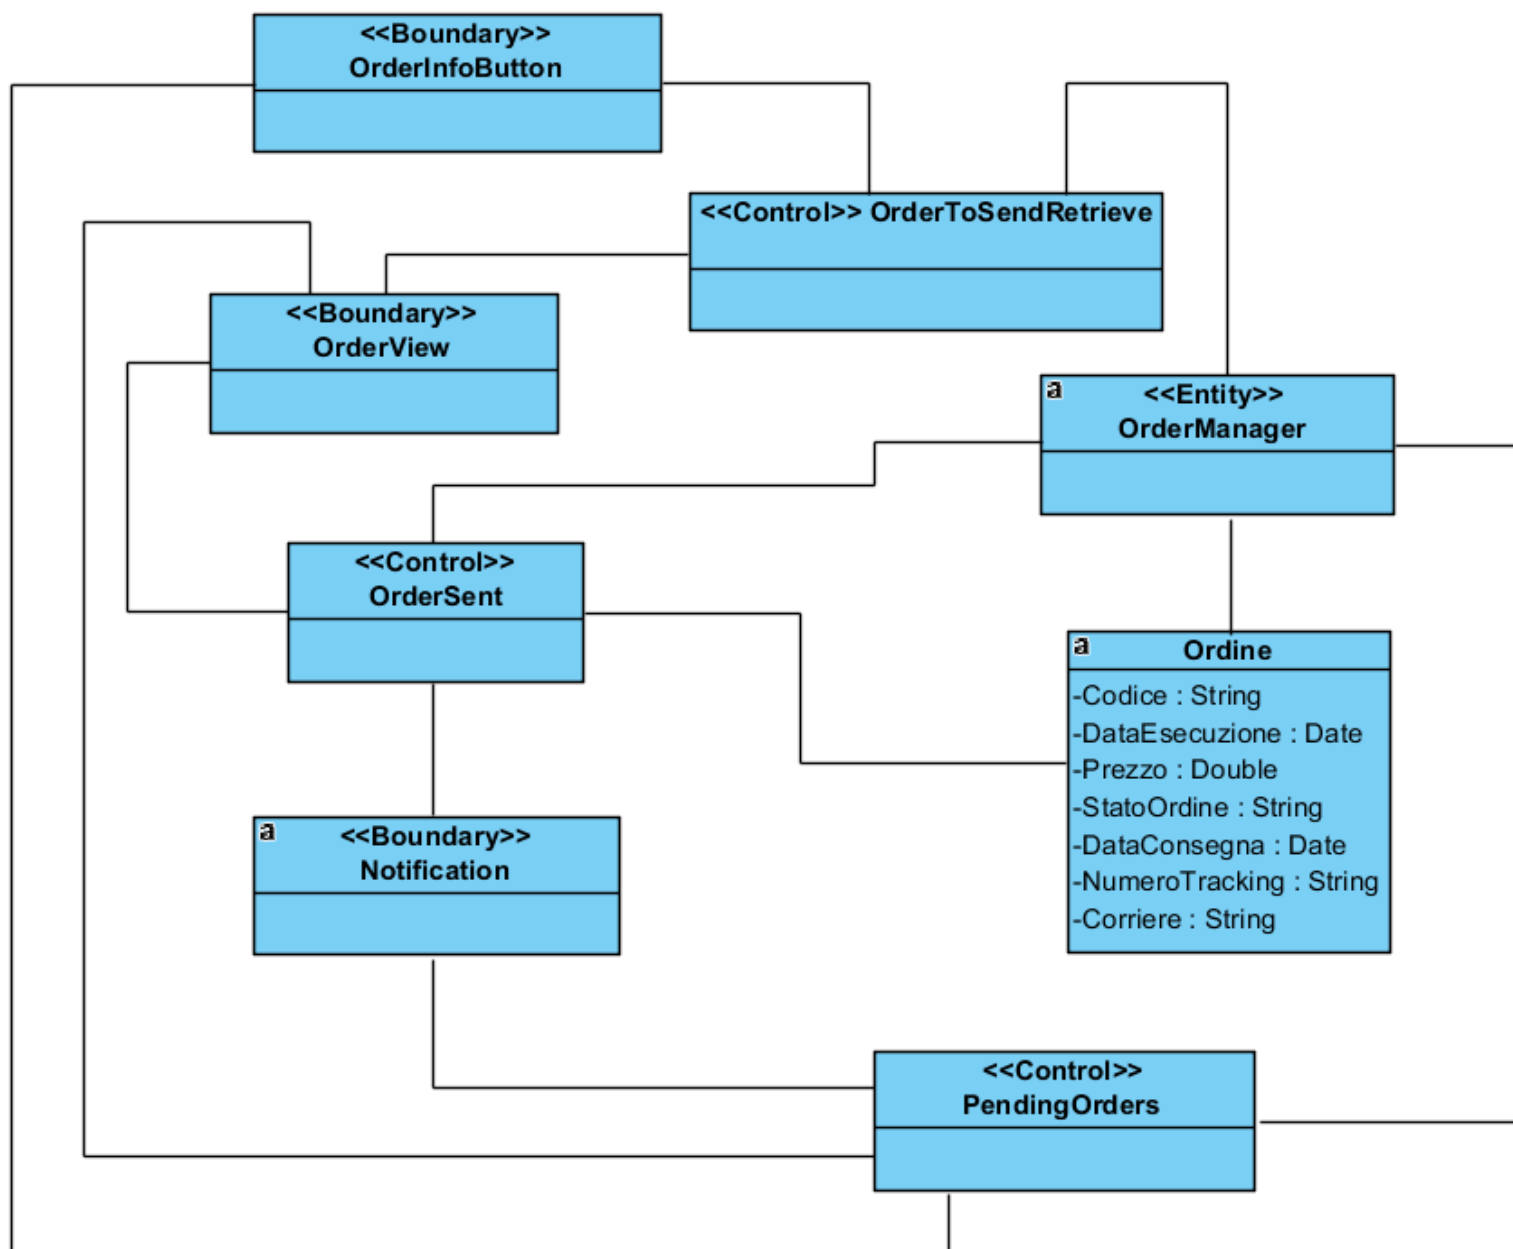 <<Boundary>>
OrderInfoButton
<<Control>> OrderToSendRetrieve
<<Boundary>>
OrderView
a
<<Entity>>
OrderManager
<<Control>>
OrderSent
a
Ordine
-Codice : String
-DataEsecuzione : Date
-Prezzo : Double
-StatoOrdine : String
-DataConsegna : Date
-NumeroTracking : String
-Corriere : String
a
<<Boundary>>
Notification
<<Control>>
PendingOrders